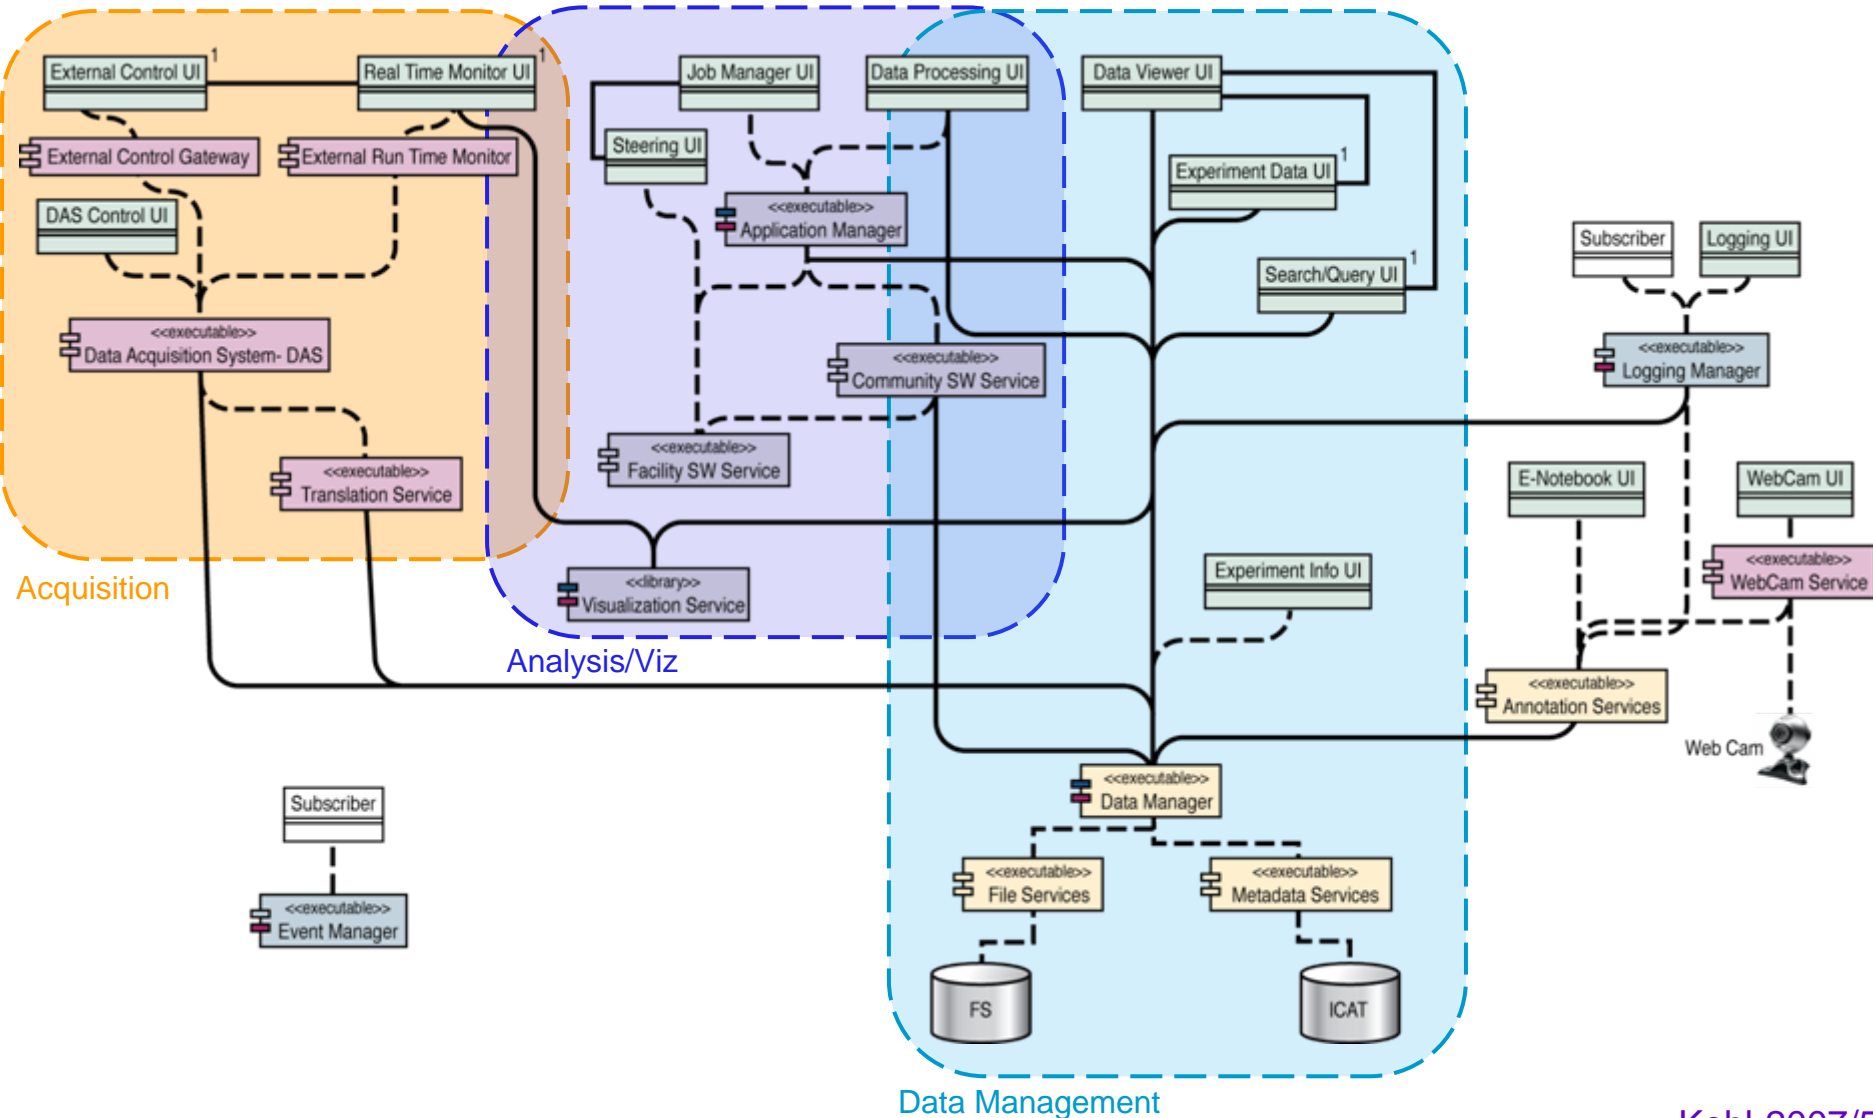 External Control UI
1
Real Time Monitor UI
1
Job Manager UI
Data Processing UI
Data Viewer UI
Steering UI
External Control Gateway
External Run Time Monitor
Experiment Data UI
1
DAS Control UI
<<executable>>
Application Manager
Subscriber
Logging UI
Search/Query UI
1
<<executable>>
Data Acquisition System- DAS
<<executable>>
Community SW Service
<<executable>>
Logging Manager
<<executable>>
Facility SW Service
<<executable>>
Translation Service
E-Notebook UI
WebCam UI
<<executable>>
WebCam Service
Acquisition
<<library>>
Visualization Service
Experiment Info UI
Analysis/Viz
<<executable>>
Annotation Services
Web Cam
<<executable>>
Data Manager
Subscriber
<<executable>>
File Services
<<executable>>
Metadata Services
<<executable>>
Event Manager
FS
ICAT
Data Management